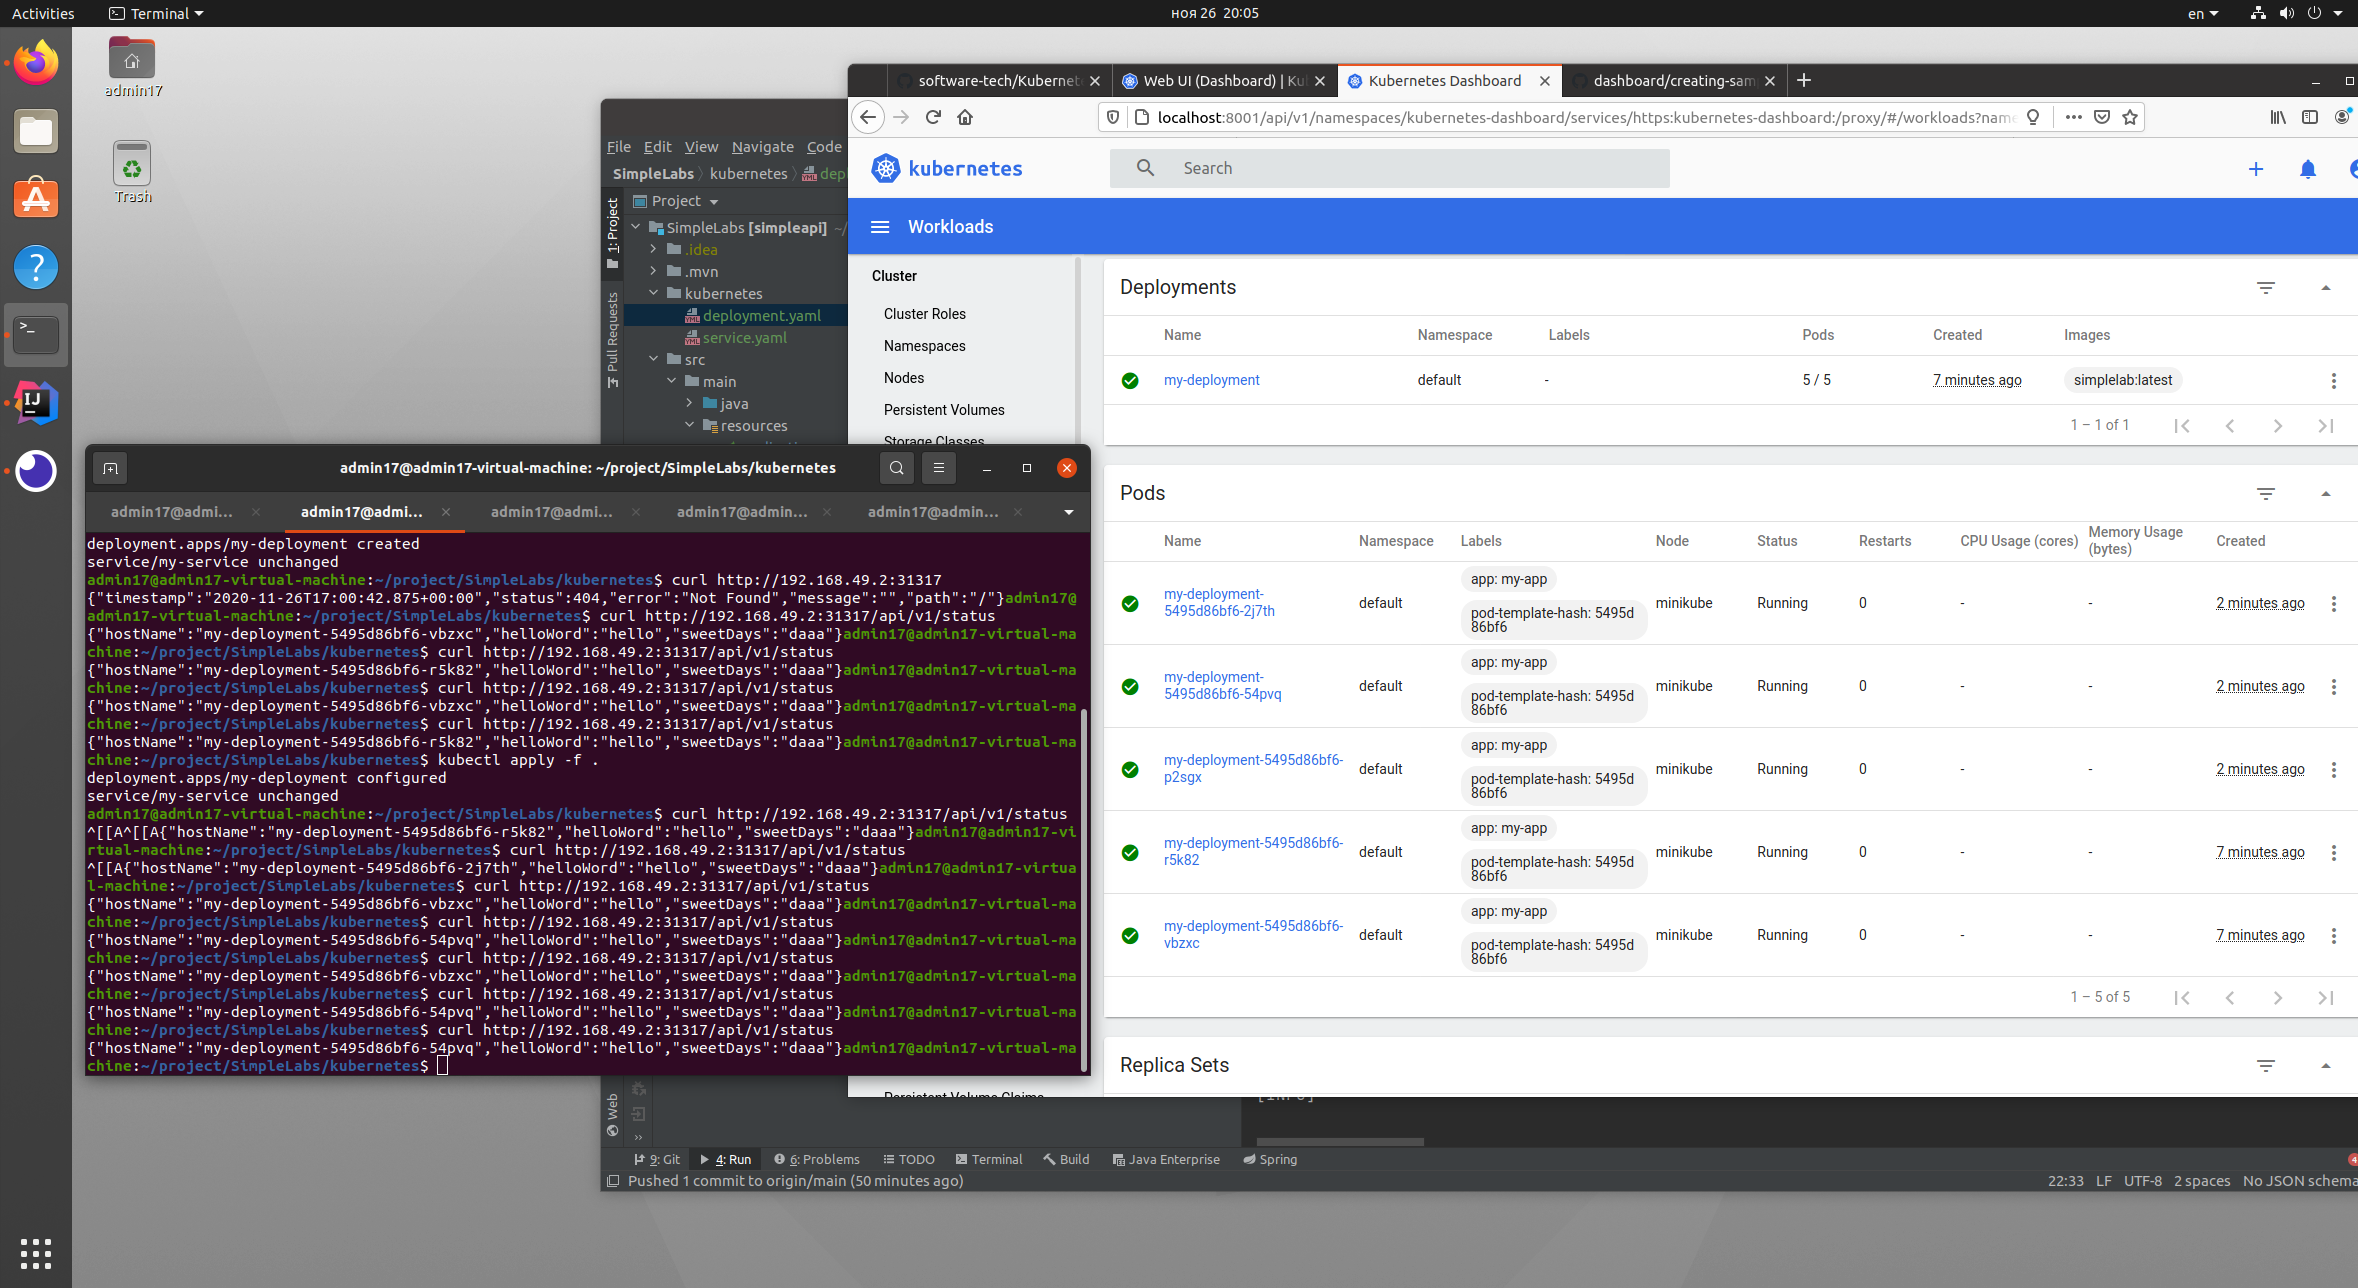 Activities
Terminal
ноя 26 20:05
en
admin17
Trash
software-tech/Kubernet
Web UI (Dashboard) | Ku
Kubernetes Dashboard
dashboard/creating-sam
localhost:8001/api/v1/namespaces/kubernetes-dashboard/services/https:kubernetes-dashboard:/proxy/#/workloads?name
kubernetes
Search
Workloads
File Edit View Navigate Code
SimpleLabs kubernetes dep
1: Project
Pull Requests
Project
SimpleLabs [simpleapi] ~/
.idea
.mvn
kubernetes
deployment.yaml
service.yaml
src
main
java
resources
Cluster
Cluster Roles
Namespaces
Nodes
Persistent Volumes
Storage Classes
Persistent Volume Claims
Deployments
Name Namespace Labels Pods Created Images
my-deployment default - 5 / 5 7 minutes ago simplelab:latest
1 – 1 of 1
Pods
Name Namespace Labels Node Status Restarts CPU Usage (cores) Memory Usage (bytes) Created
my-deployment-5495d86bf6-2j7th default app: my-app pod-template-hash: 5495d86bf6 minikube Running 0 - - 2 minutes ago
my-deployment-5495d86bf6-54pvq default app: my-app pod-template-hash: 5495d86bf6 minikube Running 0 - - 2 minutes ago
my-deployment-5495d86bf6-p2sgx default app: my-app pod-template-hash: 5495d86bf6 minikube Running 0 - - 2 minutes ago
my-deployment-5495d86bf6-r5k82 default app: my-app pod-template-hash: 5495d86bf6 minikube Running 0 - - 7 minutes ago
my-deployment-5495d86bf6-vbzxc default app: my-app pod-template-hash: 5495d86bf6 minikube Running 0 - - 7 minutes ago
1 – 5 of 5
Replica Sets
admin17@admin17-virtual-machine: ~/project/SimpleLabs/kubernetes
admin17@admi... admin17@admi... admin17@admi... admin17@admin... admin17@admin...
deployment.apps/my-deployment created
service/my-service unchanged
admin17@admin17-virtual-machine:~/project/SimpleLabs/kubernetes$ curl http://192.168.49.2:31317
{"timestamp":"2020-11-26T17:00:42.875+00:00","status":404,"error":"Not Found","message":"","path":"/"}admin17@
admin17-virtual-machine:~/project/SimpleLabs/kubernetes$ curl http://192.168.49.2:31317/api/v1/status
{"hostName":"my-deployment-5495d86bf6-vbzxc","helloWord":"hello","sweetDays":"daaa"}admin17@admin17-virtual-ma
chine:~/project/SimpleLabs/kubernetes$ curl http://192.168.49.2:31317/api/v1/status
{"hostName":"my-deployment-5495d86bf6-r5k82","helloWord":"hello","sweetDays":"daaa"}admin17@admin17-virtual-ma
chine:~/project/SimpleLabs/kubernetes$ curl http://192.168.49.2:31317/api/v1/status
{"hostName":"my-deployment-5495d86bf6-vbzxc","helloWord":"hello","sweetDays":"daaa"}admin17@admin17-virtual-ma
chine:~/project/SimpleLabs/kubernetes$ curl http://192.168.49.2:31317/api/v1/status
{"hostName":"my-deployment-5495d86bf6-r5k82","helloWord":"hello","sweetDays":"daaa"}admin17@admin17-virtual-ma
chine:~/project/SimpleLabs/kubernetes$ kubectl apply -f .
deployment.apps/my-deployment configured
service/my-service unchanged
admin17@admin17-virtual-machine:~/project/SimpleLabs/kubernetes$ curl http://192.168.49.2:31317/api/v1/status
^[[A^[[A{"hostName":"my-deployment-5495d86bf6-r5k82","helloWord":"hello","sweetDays":"daaa"}admin17@admin17-vi
rtual-machine:~/project/SimpleLabs/kubernetes$ curl http://192.168.49.2:31317/api/v1/status
^[[A{"hostName":"my-deployment-5495d86bf6-2j7th","helloWord":"hello","sweetDays":"daaa"}admin17@admin17-virtua
l-machine:~/project/SimpleLabs/kubernetes$ curl http://192.168.49.2:31317/api/v1/status
{"hostName":"my-deployment-5495d86bf6-vbzxc","helloWord":"hello","sweetDays":"daaa"}admin17@admin17-virtual-ma
chine:~/project/SimpleLabs/kubernetes$ curl http://192.168.49.2:31317/api/v1/status
{"hostName":"my-deployment-5495d86bf6-54pvq","helloWord":"hello","sweetDays":"daaa"}admin17@admin17-virtual-ma
chine:~/project/SimpleLabs/kubernetes$ curl http://192.168.49.2:31317/api/v1/status
{"hostName":"my-deployment-5495d86bf6-vbzxc","helloWord":"hello","sweetDays":"daaa"}admin17@admin17-virtual-ma
chine:~/project/SimpleLabs/kubernetes$ curl http://192.168.49.2:31317/api/v1/status
{"hostName":"my-deployment-5495d86bf6-54pvq","helloWord":"hello","sweetDays":"daaa"}admin17@admin17-virtual-ma
chine:~/project/SimpleLabs/kubernetes$ curl http://192.168.49.2:31317/api/v1/status
{"hostName":"my-deployment-5495d86bf6-54pvq","helloWord":"hello","sweetDays":"daaa"}admin17@admin17-virtual-ma
chine:~/project/SimpleLabs/kubernetes$
Web
9: Git 4: Run 6: Problems TODO Terminal Build Java Enterprise Spring
Pushed 1 commit to origin/main (50 minutes ago)
22:33 LF UTF-8 2 spaces No JSON schema